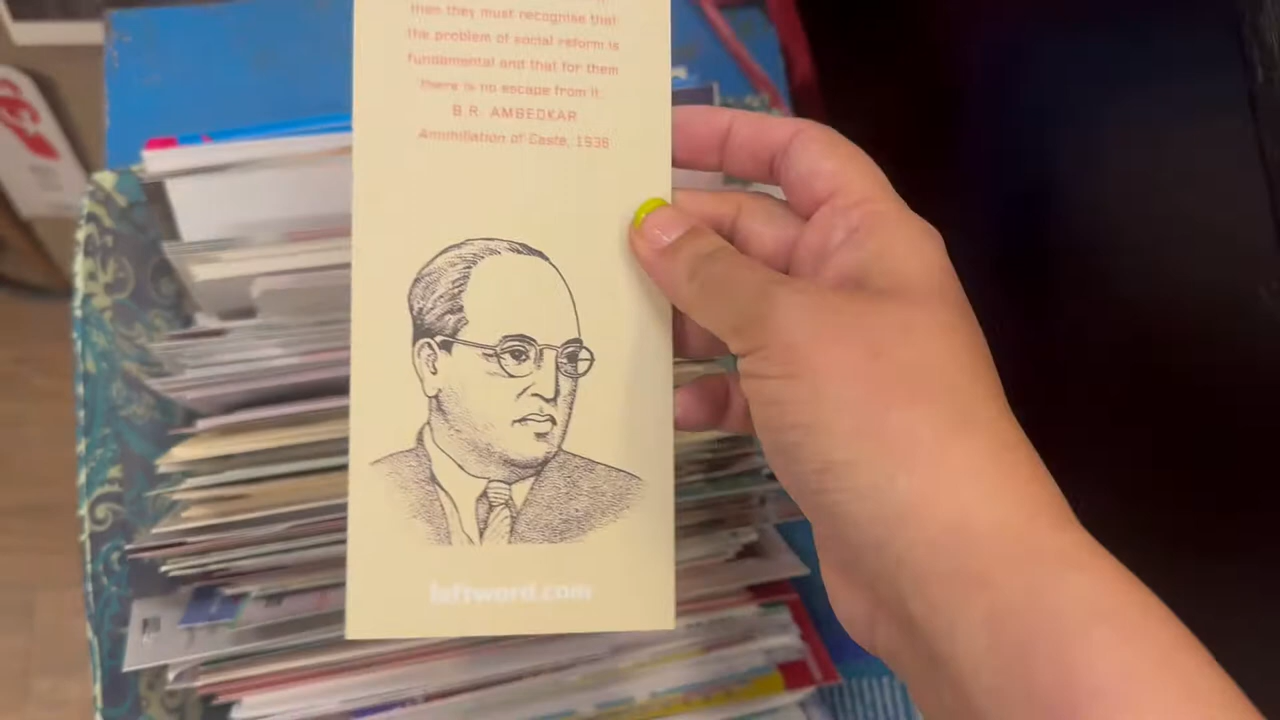 then they must recognise that
the problem of social reform is
fundamental and that for them
there is no escape from it.
B.R. AMBEDKAR
Annihilation of Caste, 1936
leftword.com